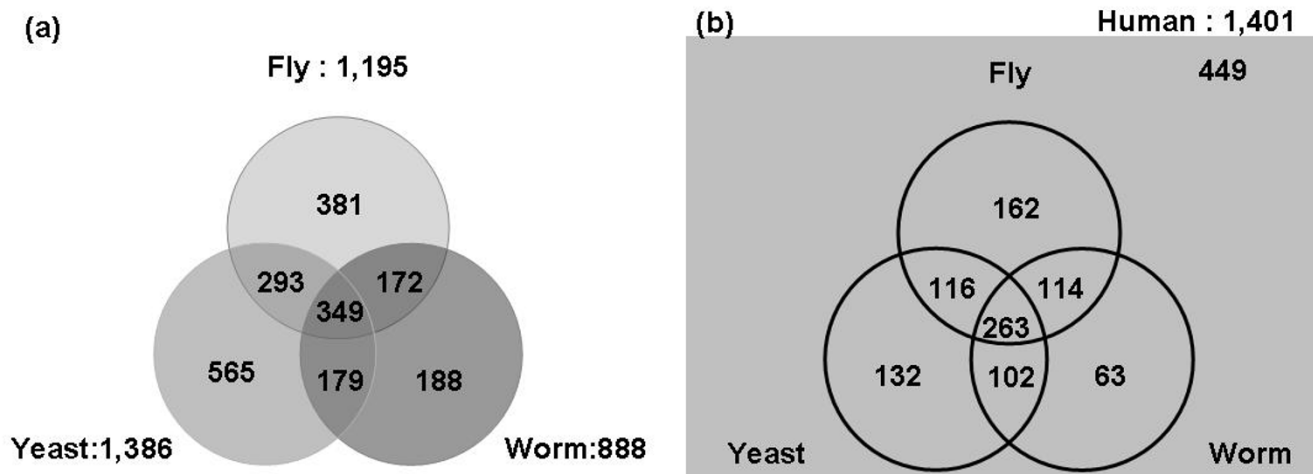 (a)
Fly : 1,195
381
293
172
349
565
179
188
Yeast:1,386
Worm:888
(b)
Human : 1,401
Fly
449
162
116
114
263
132
102
63
Yeast
Worm